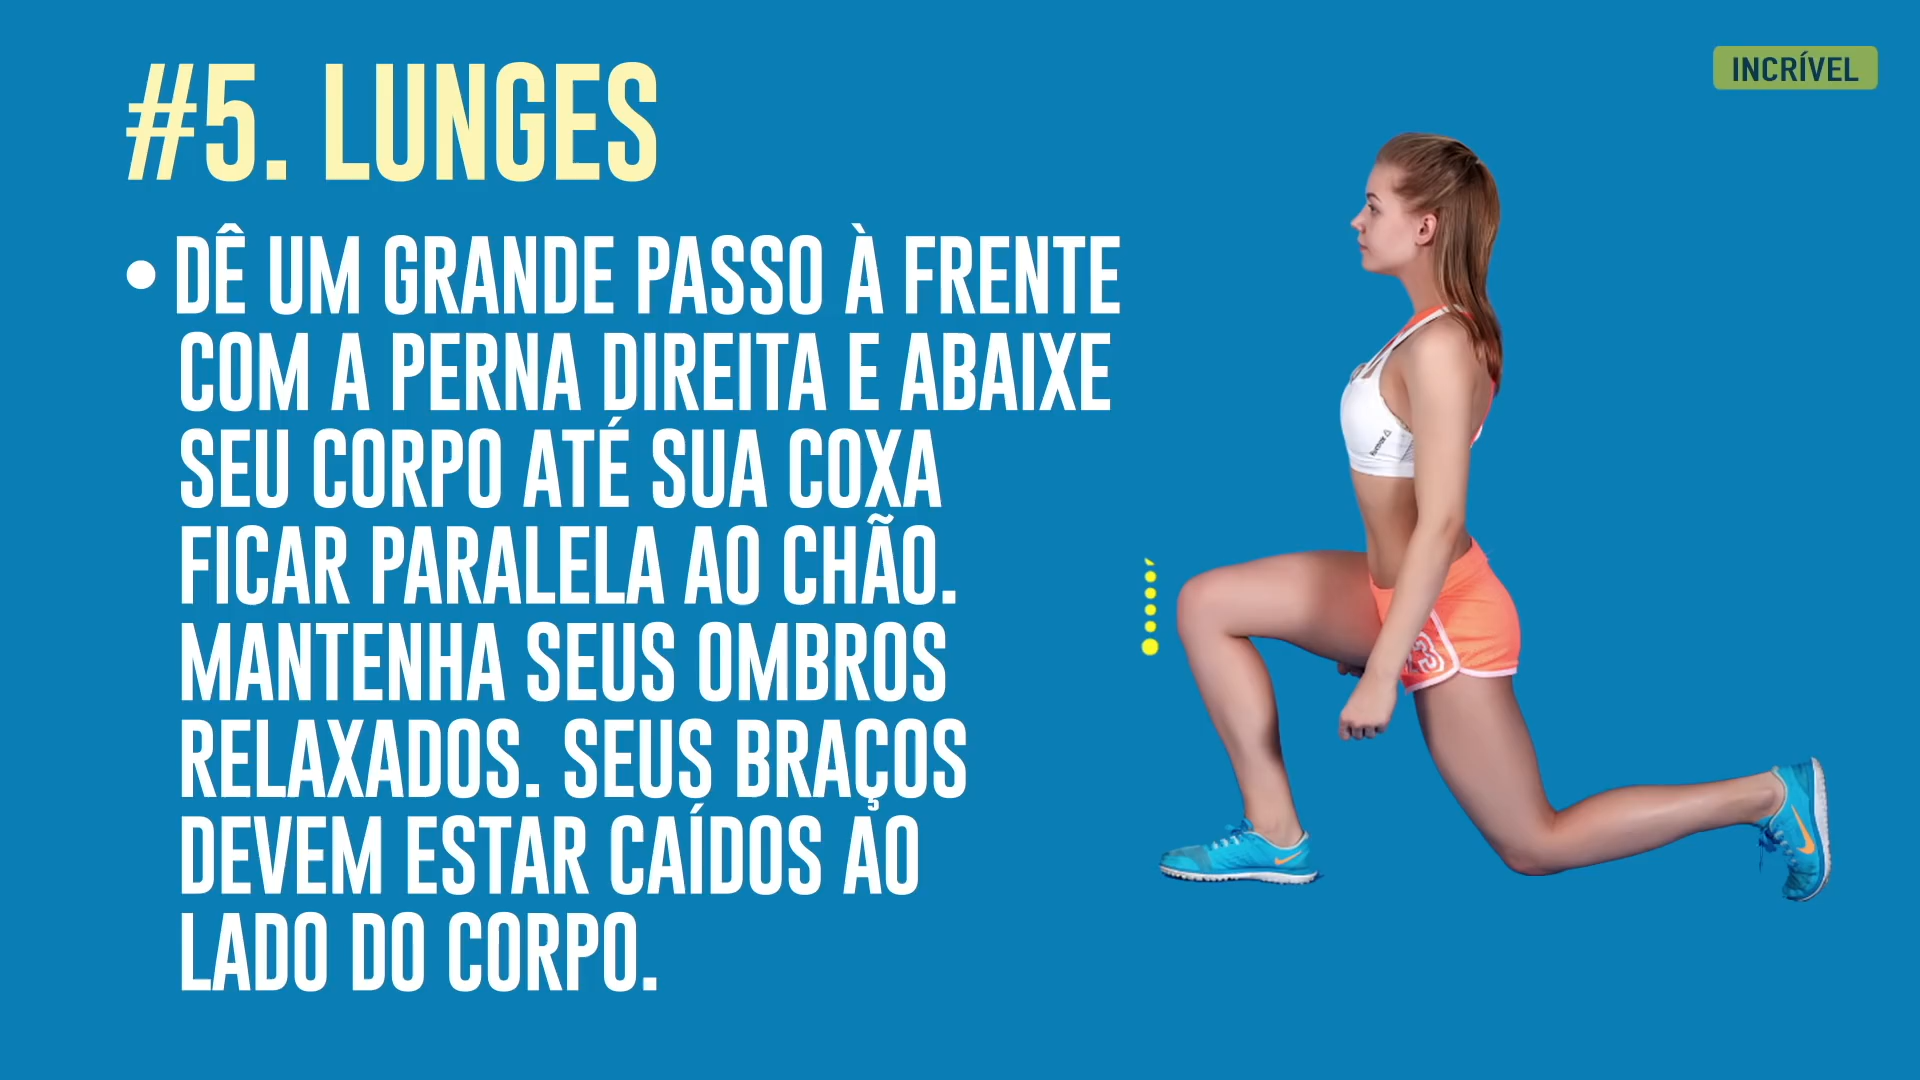 #5. LUNGES
INCRÍVEL
• DÊ UM GRANDE PASSO À FRENTE
COM A PERNA DIREITA E ABAIXE
SEU CORPO ATÉ SUA COXA
FICAR PARALELA AO CHÃO.
MANTENHA SEUS OMBROS
RELAXADOS. SEUS BRAÇOS
DEVEM ESTAR CAÍDOS AO
LADO DO CORPO.
Reebok